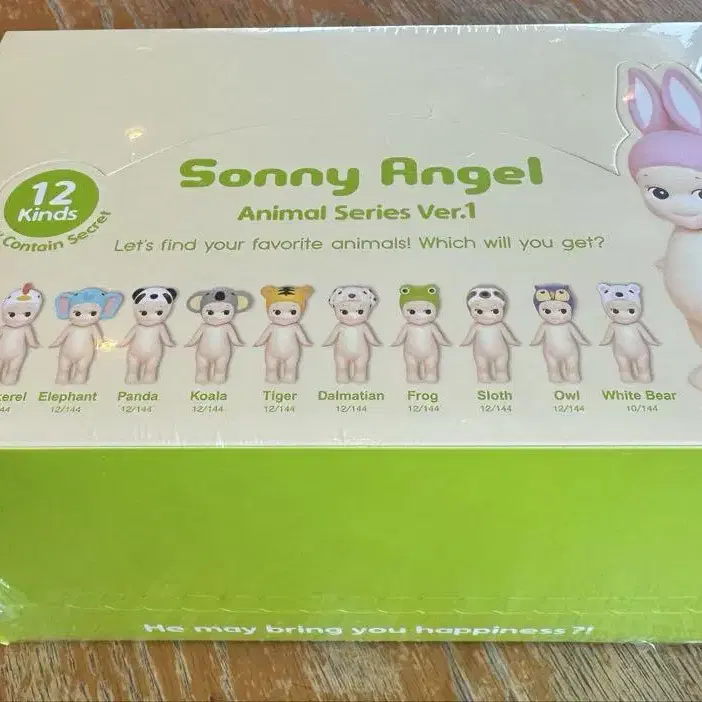 Sonny Angel
Animal Series Ver.1
Let's find your favorite animals! Which will you get?
12
Kinds
Contain Secret
Elephant Panda Koala Tiger Dalmatian Frog Sloth Owl White Bear
12/144 12/144 12/144 12/144 12/144 12/144 12/144 12/144 10/144
He may bring you happiness?!